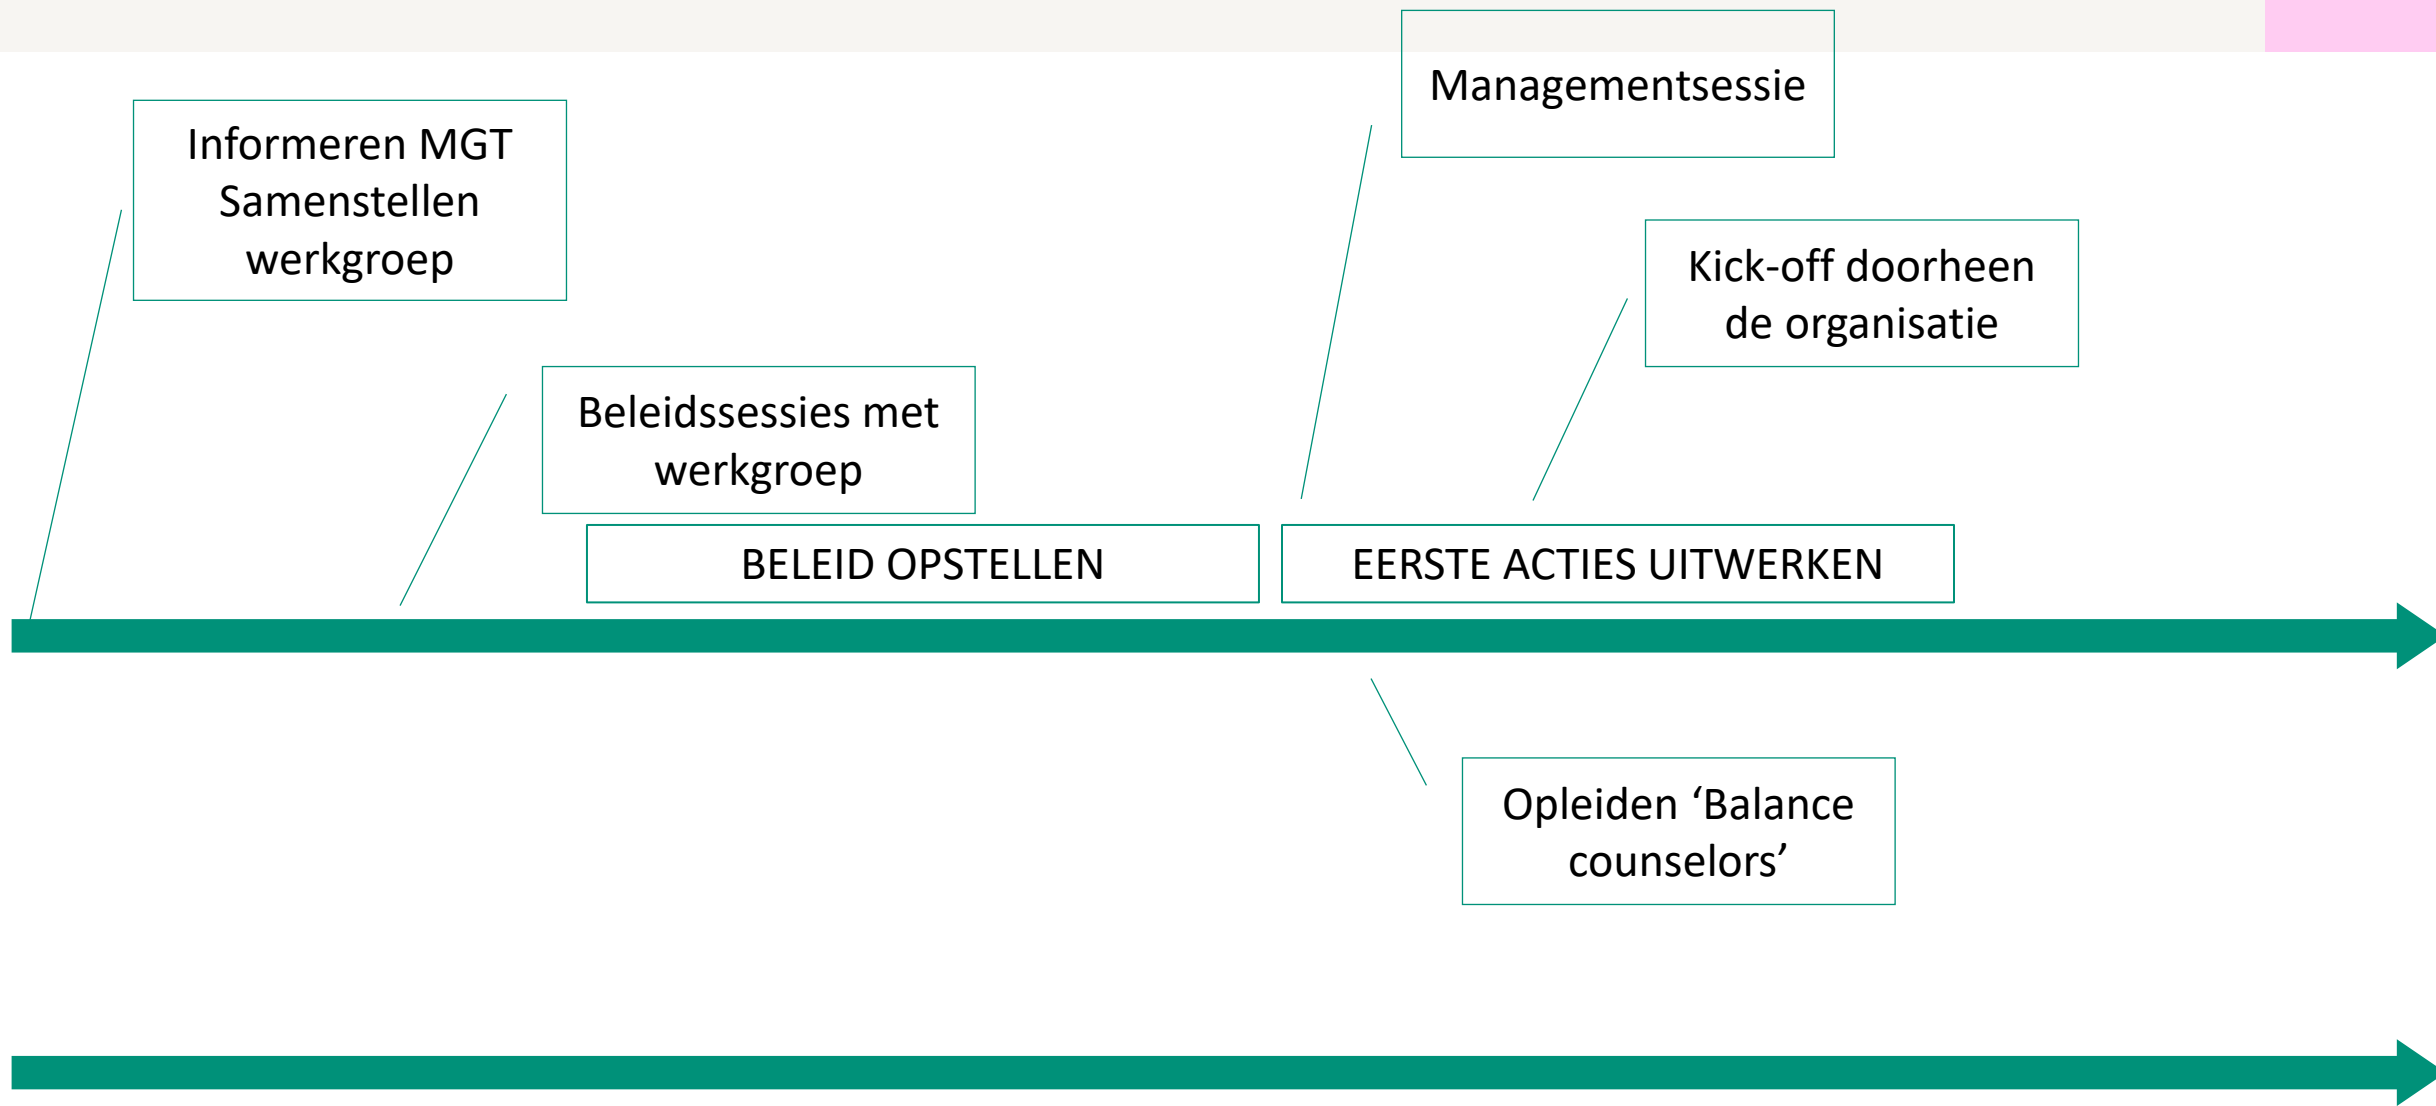 Informeren MGT
Samenstellen
werkgroep
Beleidssessies met
werkgroep
Managementsessie
Kick-off doorheen
de organisatie
BELEID OPSTELLEN
EERSTE ACTIES UITWERKEN
Opleiden ‘Balance
counselors’